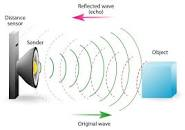 Reflected wave
(echo)
Distance
sensor
Sender
Object
Original wave